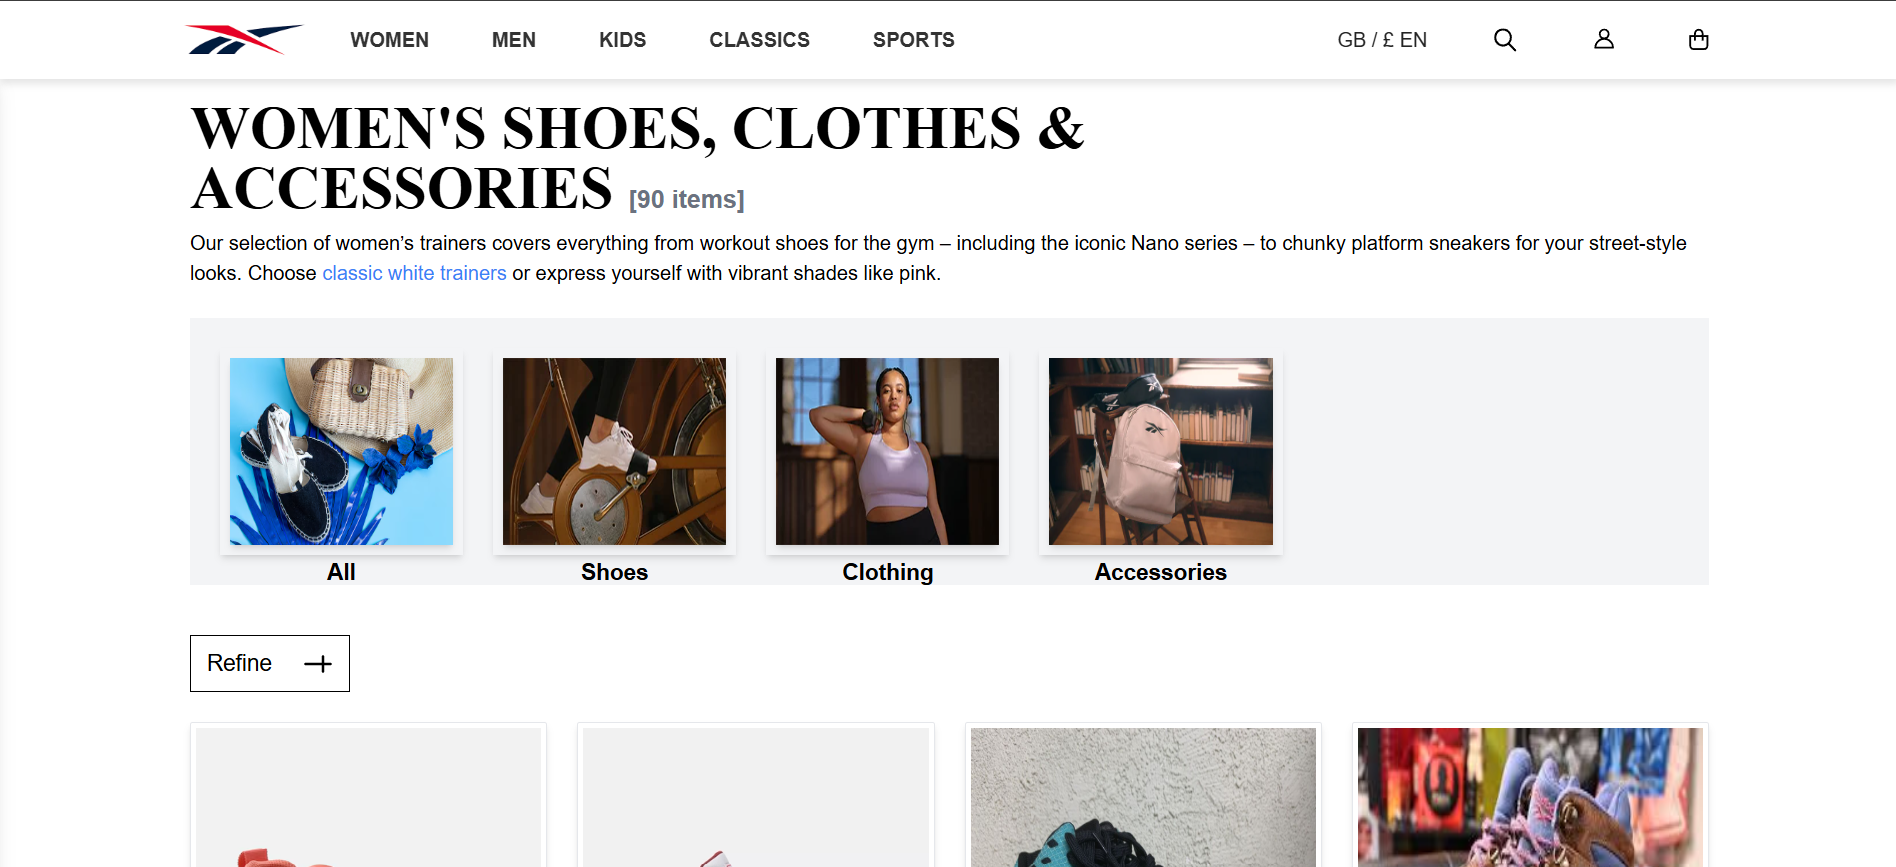 WOMEN MEN KIDS CLASSICS SPORTS GB / £ EN
WOMEN'S SHOES, CLOTHES &
ACCESSORIES [90 items]
Our selection of women’s trainers covers everything from workout shoes for the gym – including the iconic Nano series – to chunky platform sneakers for your street-style
looks. Choose classic white trainers or express yourself with vibrant shades like pink.
All Shoes Clothing Accessories
Refine